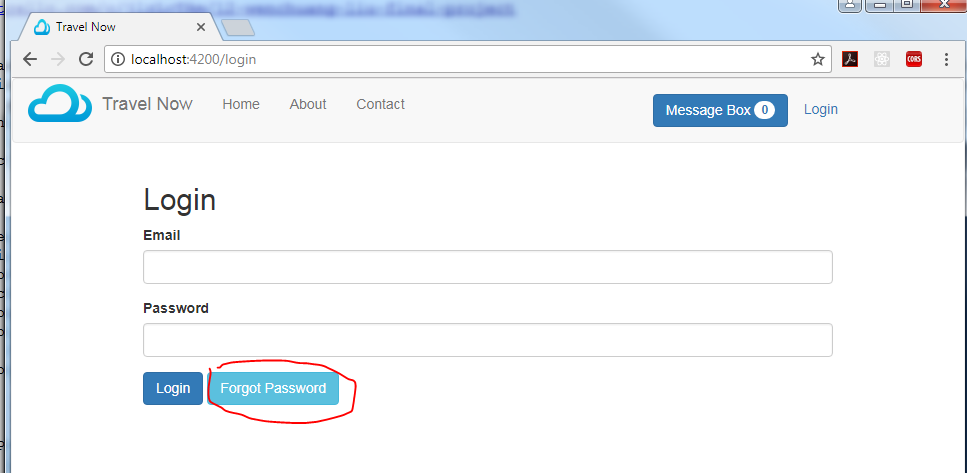 Travel Now
localhost:4200/login
CORS
Travel Now Home About Contact Message Box 0 Login
Login
Email
Password
Login Forgot Password